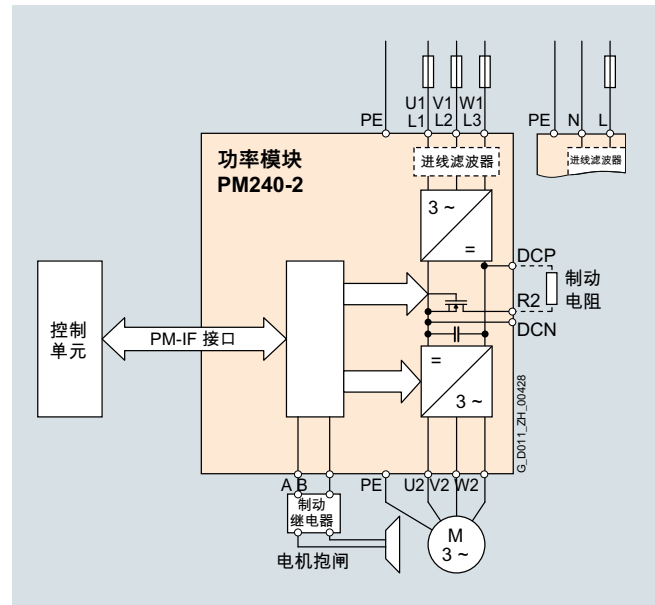 U1 V1 W1
PE L1 L2 L3
PE N L
功率模块
PM240-2
进线滤波器
进线滤波器
3 ~
=
DCP
制动
电阻
R2
DCN
控制
单元
PM-IF 接口
=
3 ~
G_D011_ZH_00428
A B
PE U2 V2 W2
制动
继电器
M
3 ~
电机抱闸